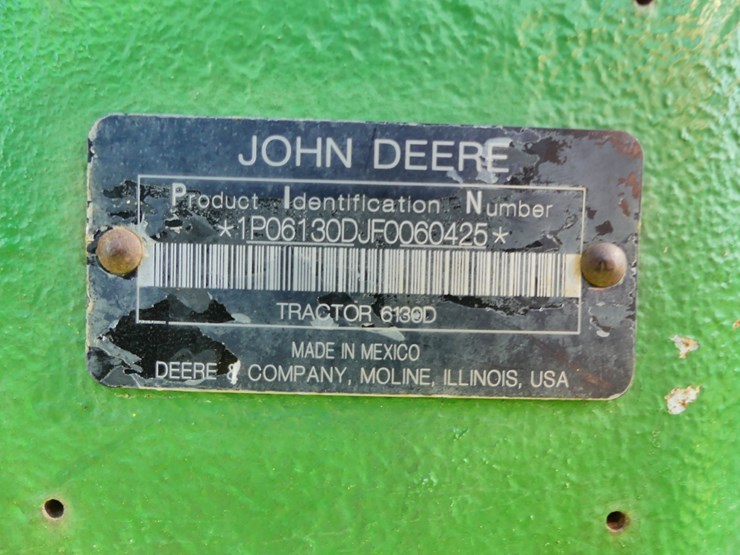 JOHN DEERE
Product Identification Number
*1P06130DJF0060425*
TRACTOR 6130D
MADE IN MEXICO
DEERE & COMPANY, MOLINE, ILLINOIS, USA